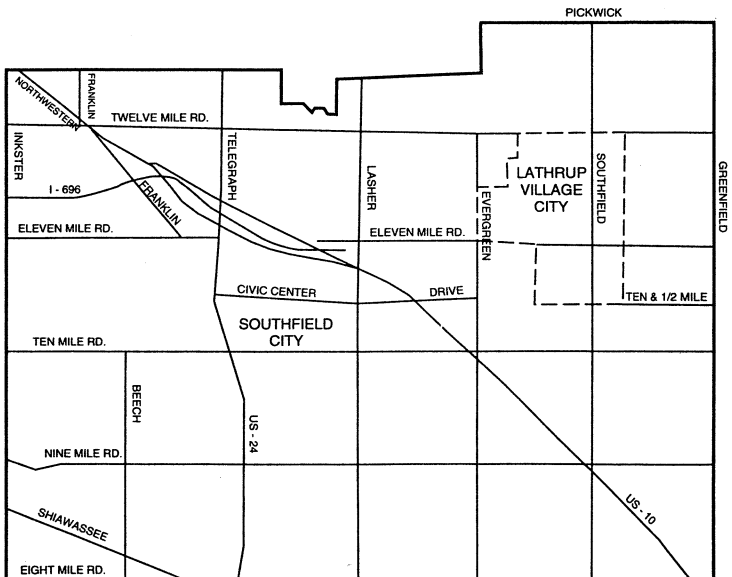 PICKWICK
NORTHWESTERN
FRANKLIN
TWELVE MILE RD.
INKSTER
TELEGRAPH
LASHER
EVERGREEN
LATHRUP
VILLAGE
CITY
SOUTHFIELD
GREENFIELD
I - 696
FRANKLIN
ELEVEN MILE RD.
ELEVEN MILE RD.
CIVIC CENTER
DRIVE
TEN & 1/2 MILE
SOUTHFIELD
CITY
TEN MILE RD.
BEECH
US - 24
NINE MILE RD.
SHIAWASSEE
US - 10
EIGHT MILE RD.